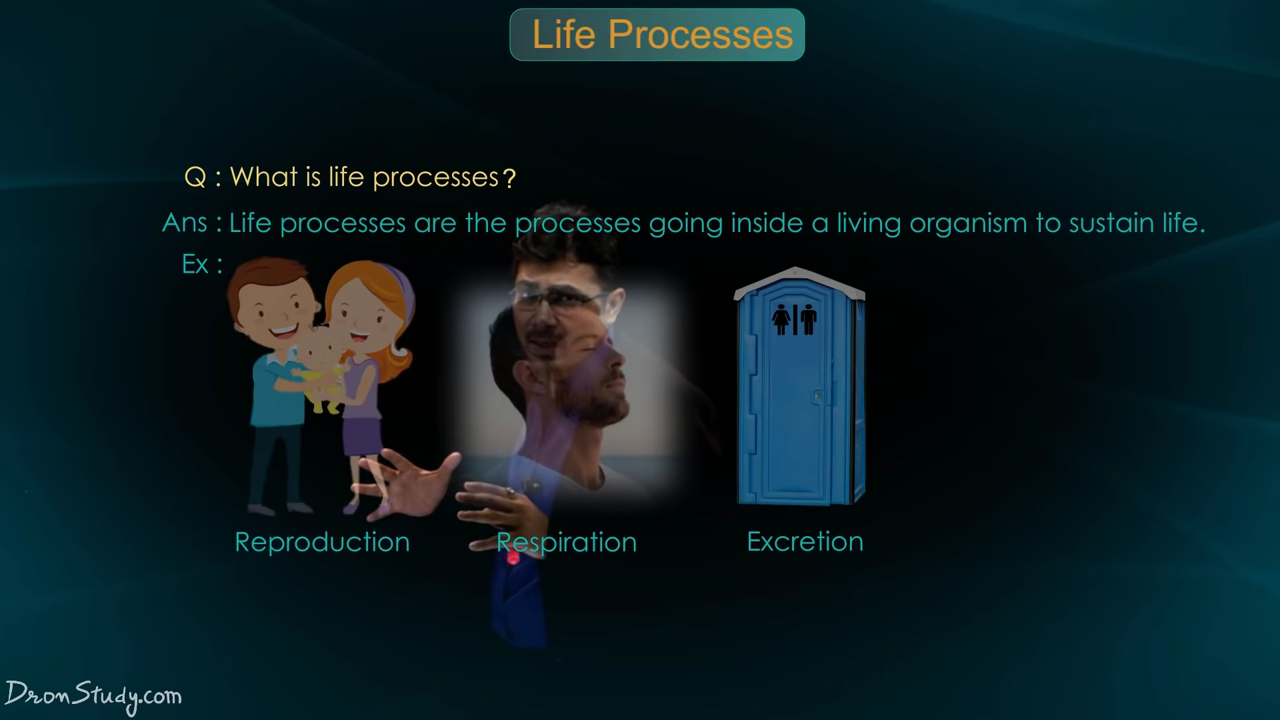 Life Processes
Q : What is life processes?
Ans : Life processes are the processes going inside a living organism to sustain life.
Ex :
Reproduction Respiration Excretion
DronStudy.com